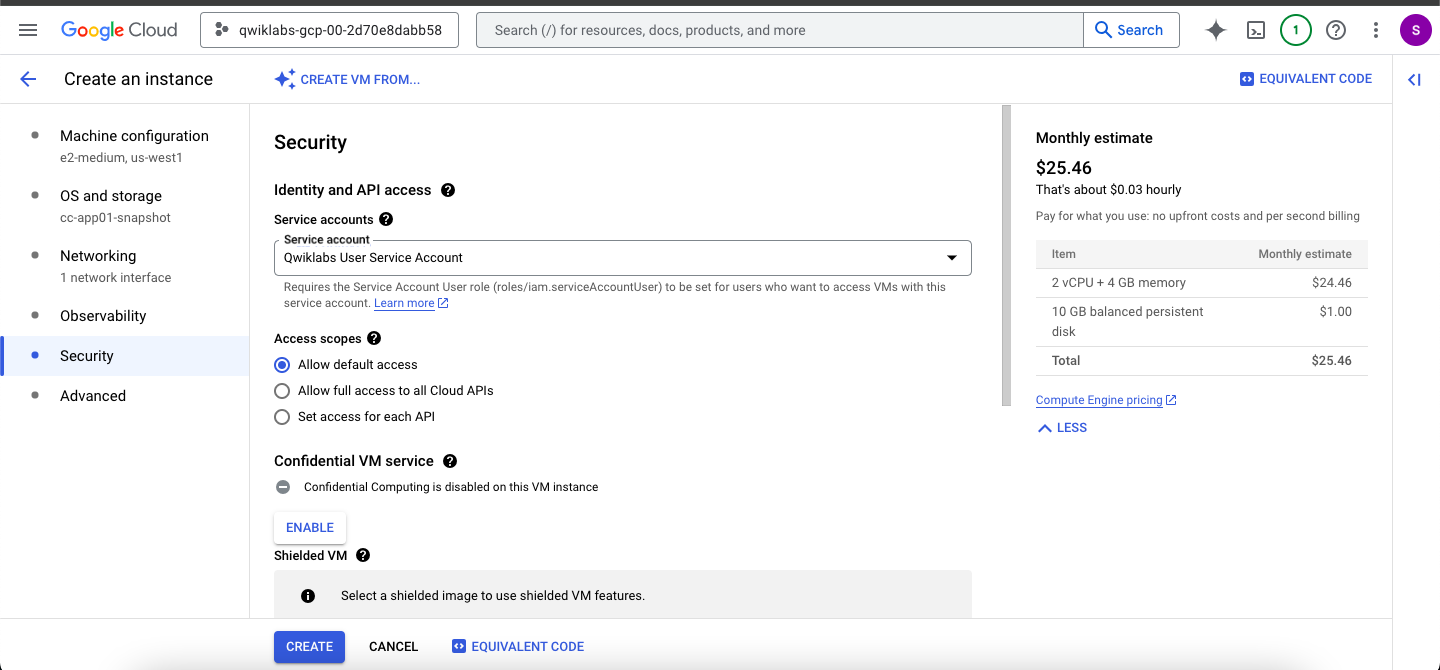 Google Cloud
qwiklabs-gcp-00-2d70e8dabb58
Search (/) for resources, docs, products, and more
Search
1
S
Create an instance
CREATE VM FROM...
EQUIVALENT CODE
Machine configuration
e2-medium, us-west1
OS and storage
cc-app01-snapshot
Networking
1 network interface
Observability
Security
Advanced
Security
Identity and API access
Service accounts
Service account
Qwiklabs User Service Account
Requires the Service Account User role (roles/iam.serviceAccountUser) to be set for users who want to access VMs with this
service account. Learn more
Access scopes
Allow default access
Allow full access to all Cloud APIs
Set access for each API
Confidential VM service
Confidential Computing is disabled on this VM instance
ENABLE
Shielded VM
Select a shielded image to use shielded VM features.
CREATE
CANCEL
EQUIVALENT CODE
Monthly estimate
$25.46
That's about $0.03 hourly
Pay for what you use: no upfront costs and per second billing
Item Monthly estimate
2 vCPU + 4 GB memory $24.46
10 GB balanced persistent $1.00
disk
Total $25.46
Compute Engine pricing
LESS